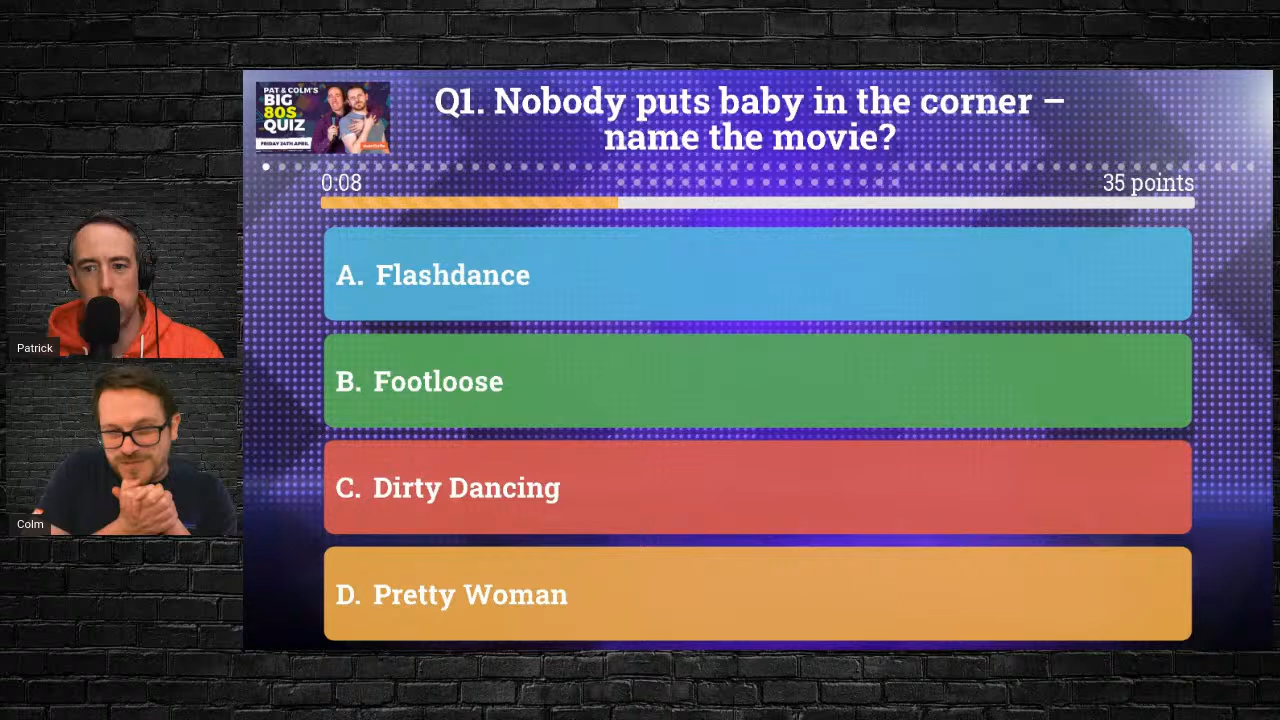 PAT & COLM'S
BIG
80S
QUIZ
FRIDAY 24TH APRIL
Q1. Nobody puts baby in the corner –
name the movie?
0:08
35 points
A. Flashdance
B. Footloose
C. Dirty Dancing
D. Pretty Woman
Patrick
Colm